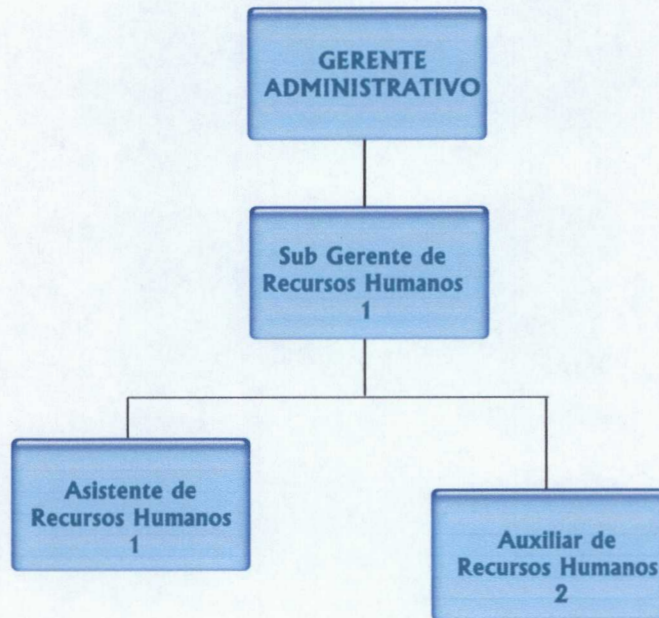 GERENTE
ADMINISTRATIVO
Sub Gerente de
Recursos Humanos
1
Asistente de
Recursos Humanos
1
Auxiliar de
Recursos Humanos
2